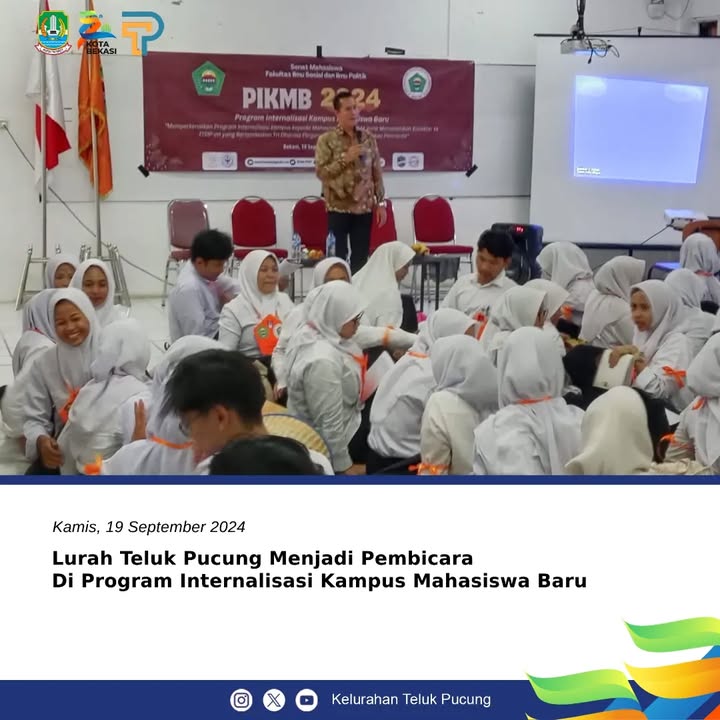 KOTA
BEKASI
Senat Mahasiswa
Fakultas Ilmu Sosial dan Ilmu Politik
PIKMB 2024
Program Internalisasi Kampus
Baru
Kamis, 19 September 2024
Lurah Teluk Pucung Menjadi Pembicara
Di Program Internalisasi Kampus Mahasiswa Baru
Kelurahan Teluk Pucung